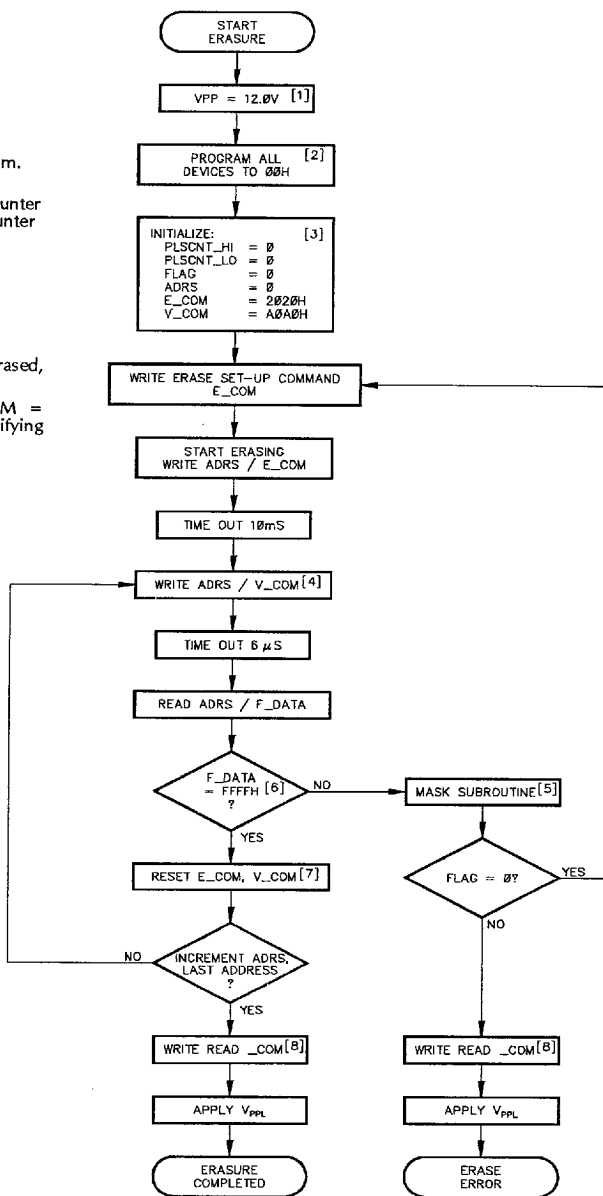 START
ERASURE
VPP = 12.0V [1]
m.
PROGRAM ALL [2]
DEVICES TO 00H
unter
unter
INITIALIZE: [3]
PLSCNT_HI = 0
PLSCNT_LO = 0
FLAG = 0
ADRS = 0
E_COM = 2020H
V_COM = A0A0H
rased,
M =
ifying
WRITE ERASE SET-UP COMMAND
E_COM
START ERASING
WRITE ADRS / E_COM
TIME OUT 10mS
WRITE ADRS / V_COM [4]
TIME OUT 6 μS
READ ADRS / F_DATA
F_DATA
= FFFFH [6]
?
NO
YES
MASK SUBROUTINE [5]
RESET E_COM, V_COM [7]
FLAG = 0?
YES
NO
INCREMENT ADRS.
LAST ADDRESS
?
NO
YES
WRITE READ _COM [8]
WRITE READ _COM [8]
APPLY VPPL
APPLY VPPL
ERASURE
COMPLETED
ERASE
ERROR